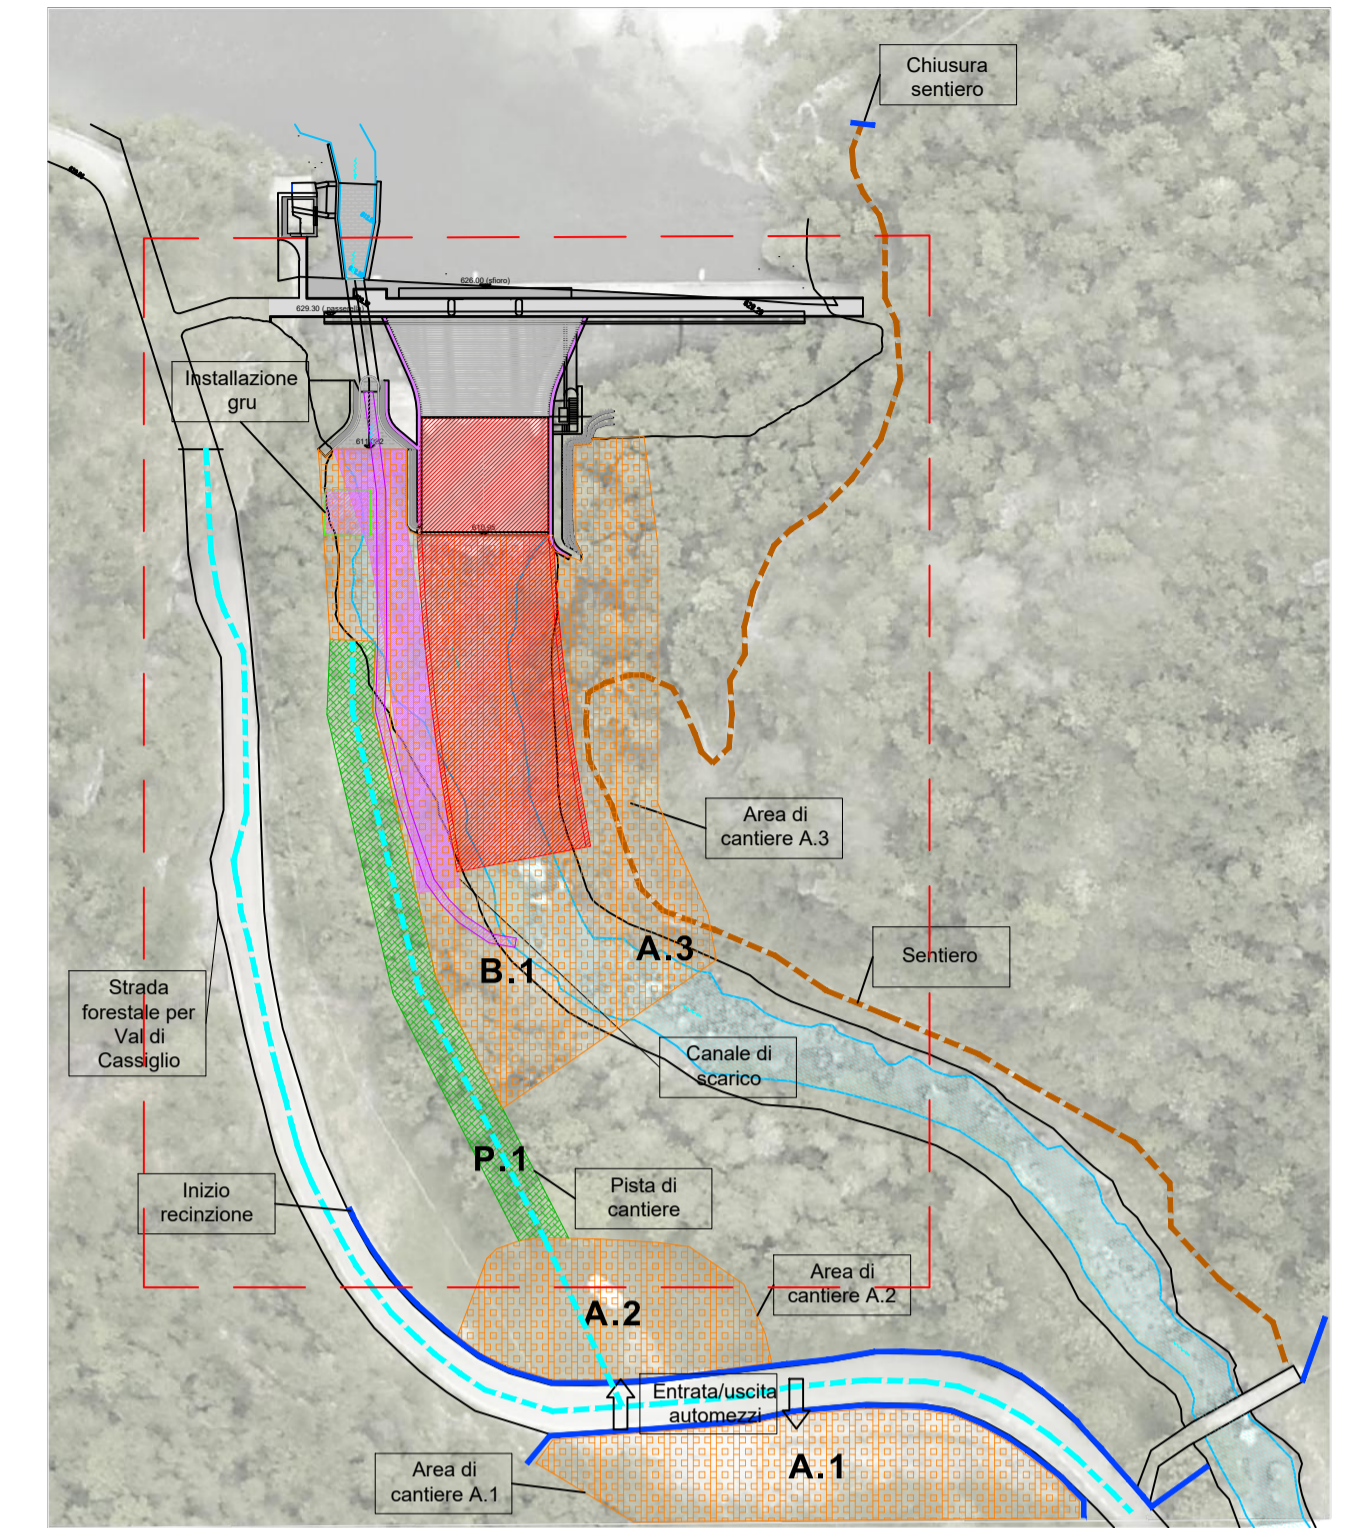 Chiusura
sentiero
626.00 (sfioro)
Installazione
gru
Area di
cantiere A.3
A.3
Sentiero
B.1
Strada
forestale per
Val di
Cassiglio
Canale di
scarico
P.1
Pista di
cantiere
Inizio
recinzione
Area di
cantiere A.2
A.2
Entrata/uscita
automezzi
A.1
Area di
cantiere A.1